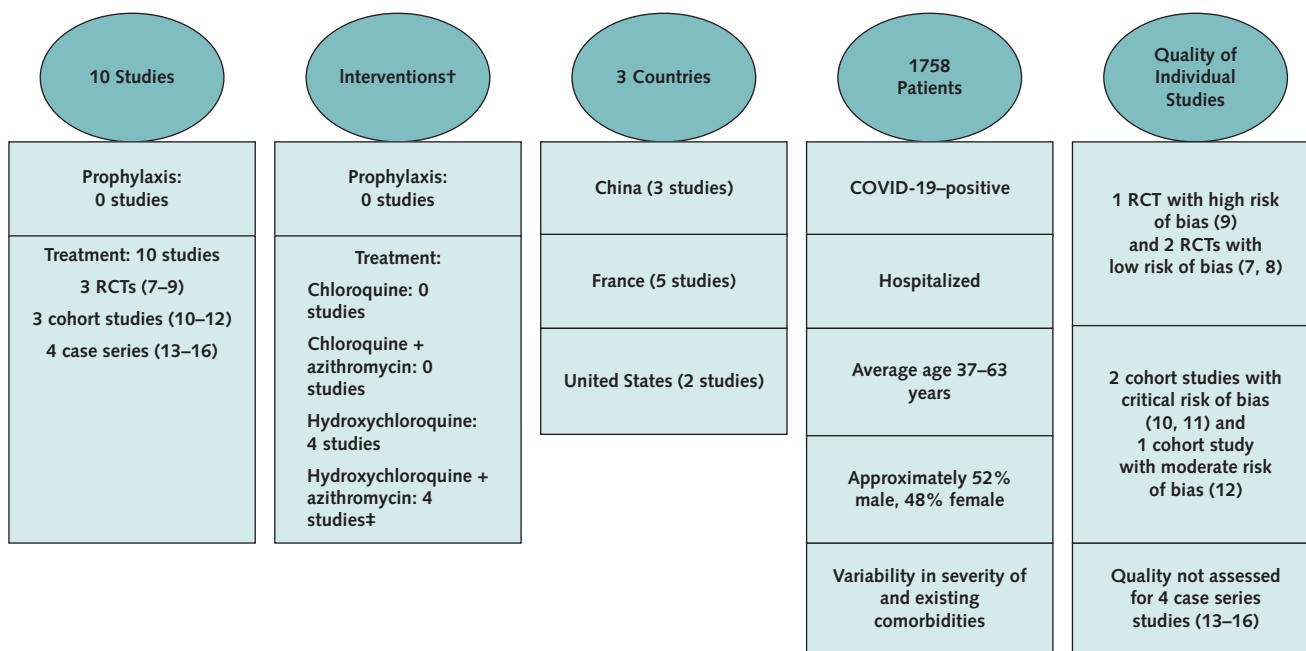 10 Studies
Prophylaxis:
0 studies
Treatment: 10 studies
3 RCTs (7–9)
3 cohort studies (10–12)
4 case series (13–16)
Interventions†
Prophylaxis:
0 studies
Treatment:
Chloroquine: 0
studies
Chloroquine +
azithromycin: 0
studies
Hydroxychloroquine:
4 studies
Hydroxychloroquine +
azithromycin: 4
studies‡
3 Countries
China (3 studies)
France (5 studies)
United States (2 studies)
1758
Patients
COVID-19–positive
Hospitalized
Average age 37–63
years
Approximately 52%
male, 48% female
Variability in severity of
and existing
comorbidities
Quality of
Individual
Studies
1 RCT with high risk
of bias (9)
and 2 RCTs with
low risk of bias (7, 8)
2 cohort studies with
critical risk of bias
(10, 11) and
1 cohort study
with moderate risk
of bias (12)
Quality not assessed
for 4 case series
studies (13–16)